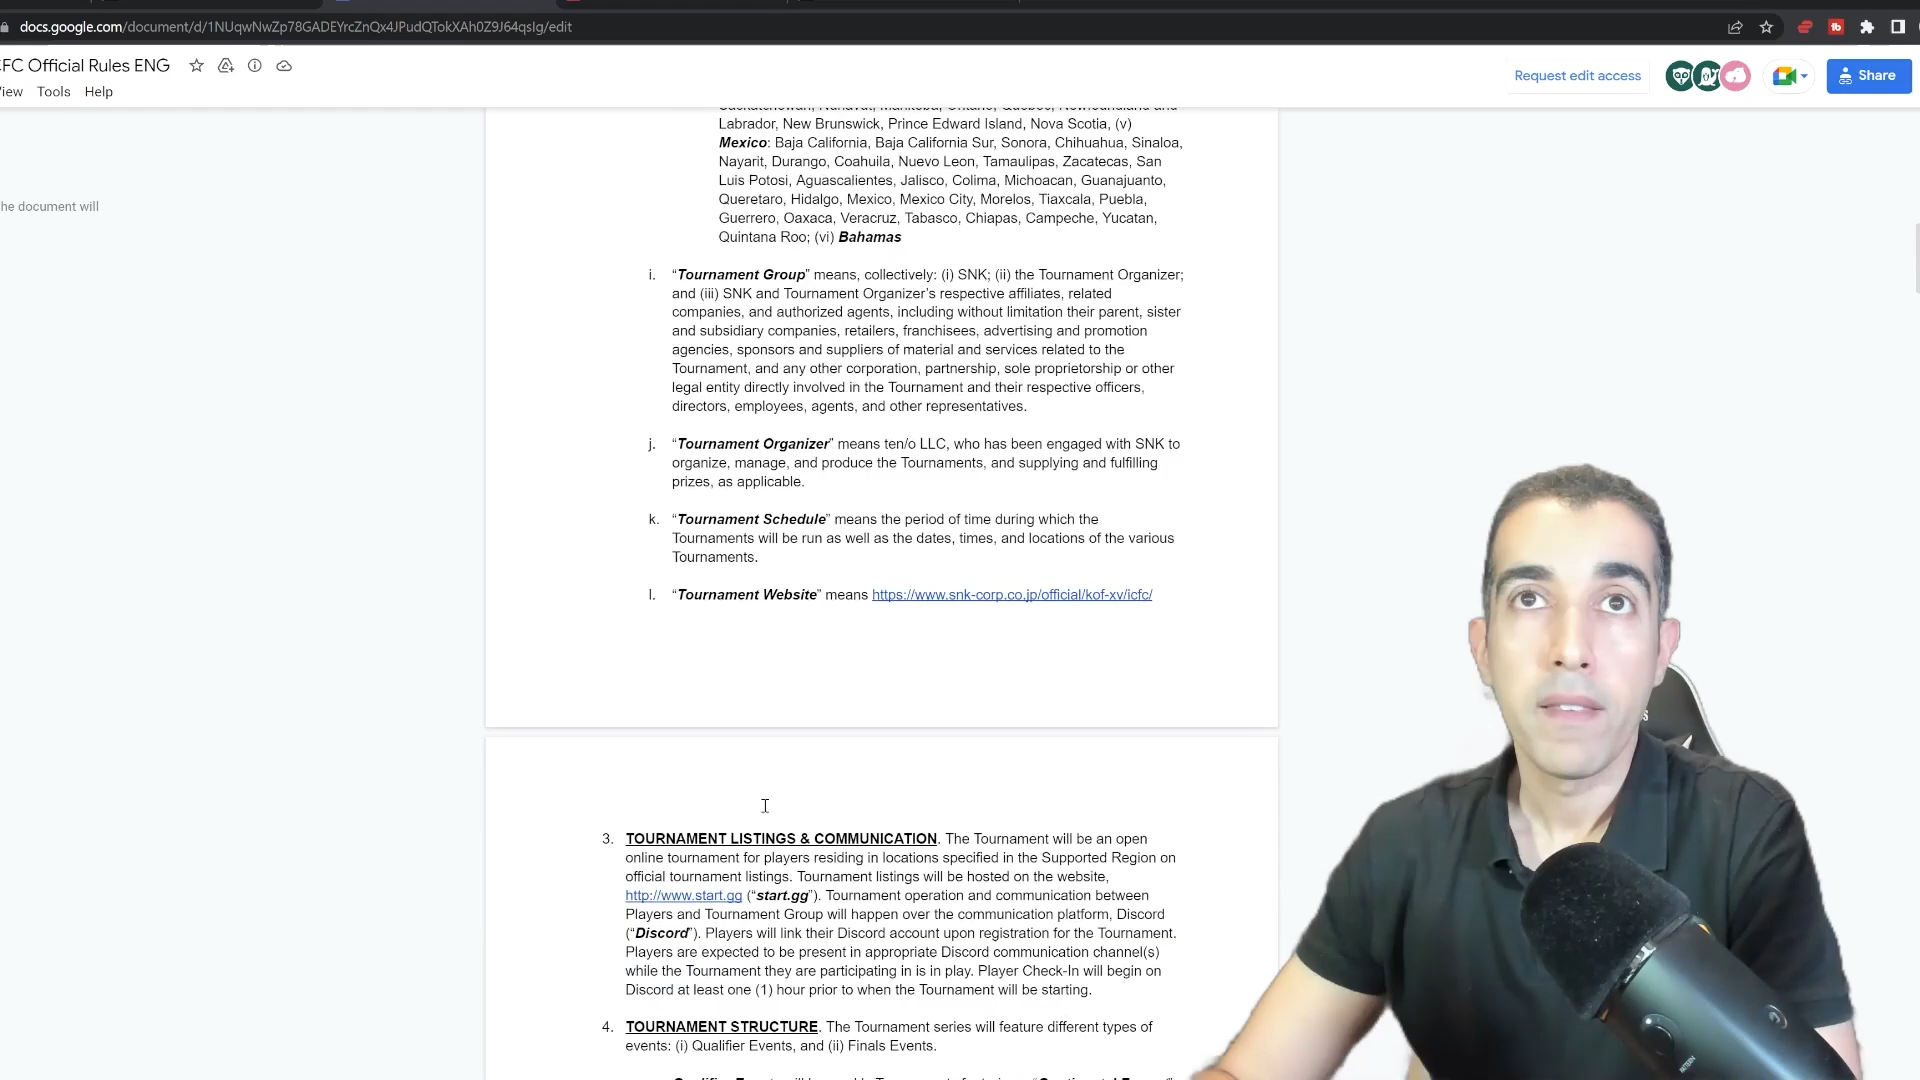 docs.google.com/document/d/1NUqwNwZp78GADEYrcZnQx4JPudQTokXAh0Z9J64qsIg/edit
FC Official Rules ENG
iew Tools Help
Request edit access
Share
he document will
Saskatchewan, Nunavut, Manitoba, Ontario, Quebec, Newfoundland and
Labrador, New Brunswick, Prince Edward Island, Nova Scotia, (v)
Mexico: Baja California, Baja California Sur, Sonora, Chihuahua, Sinaloa,
Nayarit, Durango, Coahuila, Nuevo Leon, Tamaulipas, Zacatecas, San
Luis Potosi, Aguascalientes, Jalisco, Colima, Michoacan, Guanajuanto,
Queretaro, Hidalgo, Mexico, Mexico City, Morelos, Tiaxcala, Puebla,
Guerrero, Oaxaca, Veracruz, Tabasco, Chiapas, Campeche, Yucatan,
Quintana Roo; (vi) Bahamas
i. “Tournament Group” means, collectively: (i) SNK; (ii) the Tournament Organizer;
and (iii) SNK and Tournament Organizer’s respective affiliates, related
companies, and authorized agents, including without limitation their parent, sister
and subsidiary companies, retailers, franchisees, advertising and promotion
agencies, sponsors and suppliers of material and services related to the
Tournament, and any other corporation, partnership, sole proprietorship or other
legal entity directly involved in the Tournament and their respective officers,
directors, employees, agents, and other representatives.
j. “Tournament Organizer” means ten/o LLC, who has been engaged with SNK to
organize, manage, and produce the Tournaments, and supplying and fulfilling
prizes, as applicable.
k. “Tournament Schedule” means the period of time during which the
Tournaments will be run as well as the dates, times, and locations of the various
Tournaments.
l. “Tournament Website” means https://www.snk-corp.co.jp/official/kof-xv/icfc/
3. TOURNAMENT LISTINGS & COMMUNICATION. The Tournament will be an open
online tournament for players residing in locations specified in the Supported Region on
official tournament listings. Tournament listings will be hosted on the website,
http://www.start.gg (“start.gg”). Tournament operation and communication between
Players and Tournament Group will happen over the communication platform, Discord
(“Discord”). Players will link their Discord account upon registration for the Tournament.
Players are expected to be present in appropriate Discord communication channel(s)
while the Tournament they are participating in is in play. Player Check-In will begin on
Discord at least one (1) hour prior to when the Tournament will be starting.
4. TOURNAMENT STRUCTURE. The Tournament series will feature different types of
events: (i) Qualifier Events, and (ii) Finals Events.